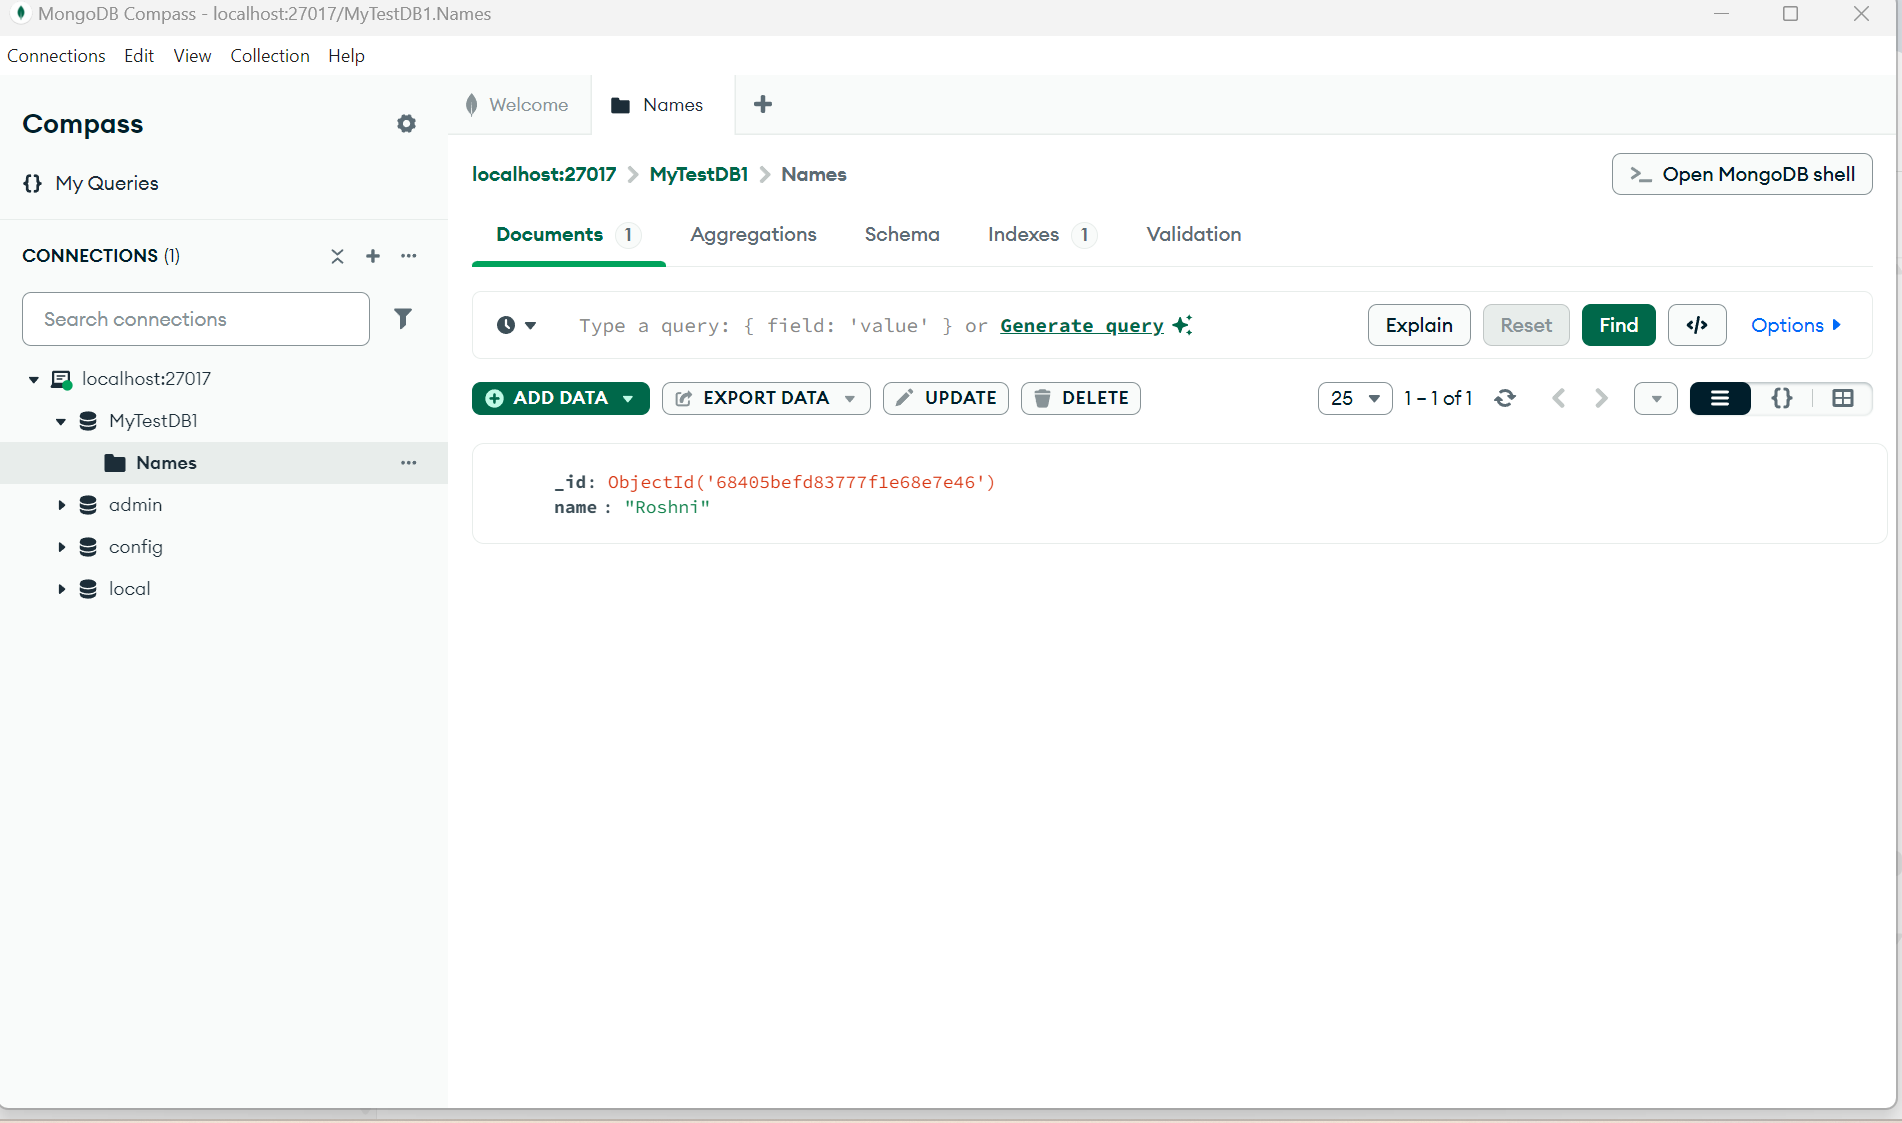 MongoDB Compass - localhost:27017/MyTestDB1.Names
Connections Edit View Collection Help
Compass
{} My Queries
CONNECTIONS (1)
Search connections
localhost:27017
MyTestDB1
Names
admin
config
local
Welcome
Names
localhost:27017 > MyTestDB1 > Names
>_ Open MongoDB shell
Documents 1 Aggregations Schema Indexes 1 Validation
Type a query: { field: 'value' } or Generate query
Explain Reset Find </> Options
ADD DATA EXPORT DATA UPDATE DELETE
25 1 – 1 of 1 {}
_id: ObjectId('68405befd83777f1e68e7e46')
name : "Roshni"